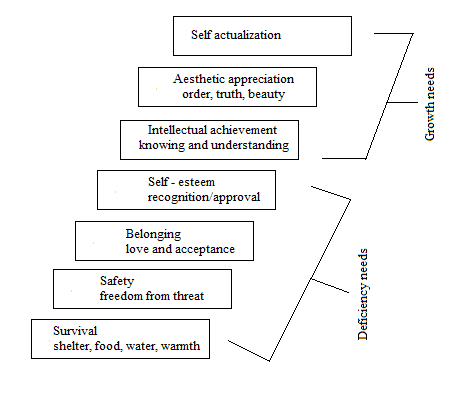 Self actualization
Aesthetic appreciation
order, truth, beauty
Intellectual achievement
knowing and understanding
Growth needs
Self - esteem
recognition/approval
Belonging
love and acceptance
Safety
freedom from threat
Deficiency needs
Survival
shelter, food, water, warmth